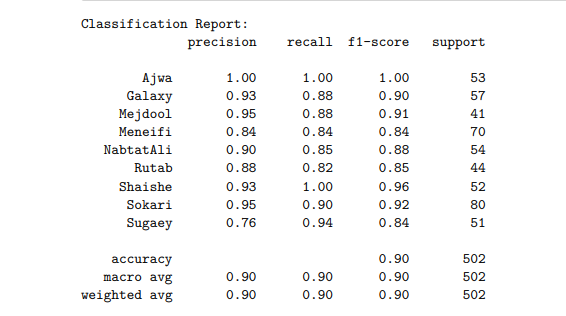 Classification Report:
precision recall f1-score support
Ajwa 1.00 1.00 1.00 53
Galaxy 0.93 0.88 0.90 57
Mejdool 0.95 0.88 0.91 41
Meneifi 0.84 0.84 0.84 70
NabtatAli 0.90 0.85 0.88 54
Rutab 0.88 0.82 0.85 44
Shaishe 0.93 1.00 0.96 52
Sokari 0.95 0.90 0.92 80
Sugaey 0.76 0.94 0.84 51
accuracy 0.90 502
macro avg 0.90 0.90 0.90 502
weighted avg 0.90 0.90 0.90 502